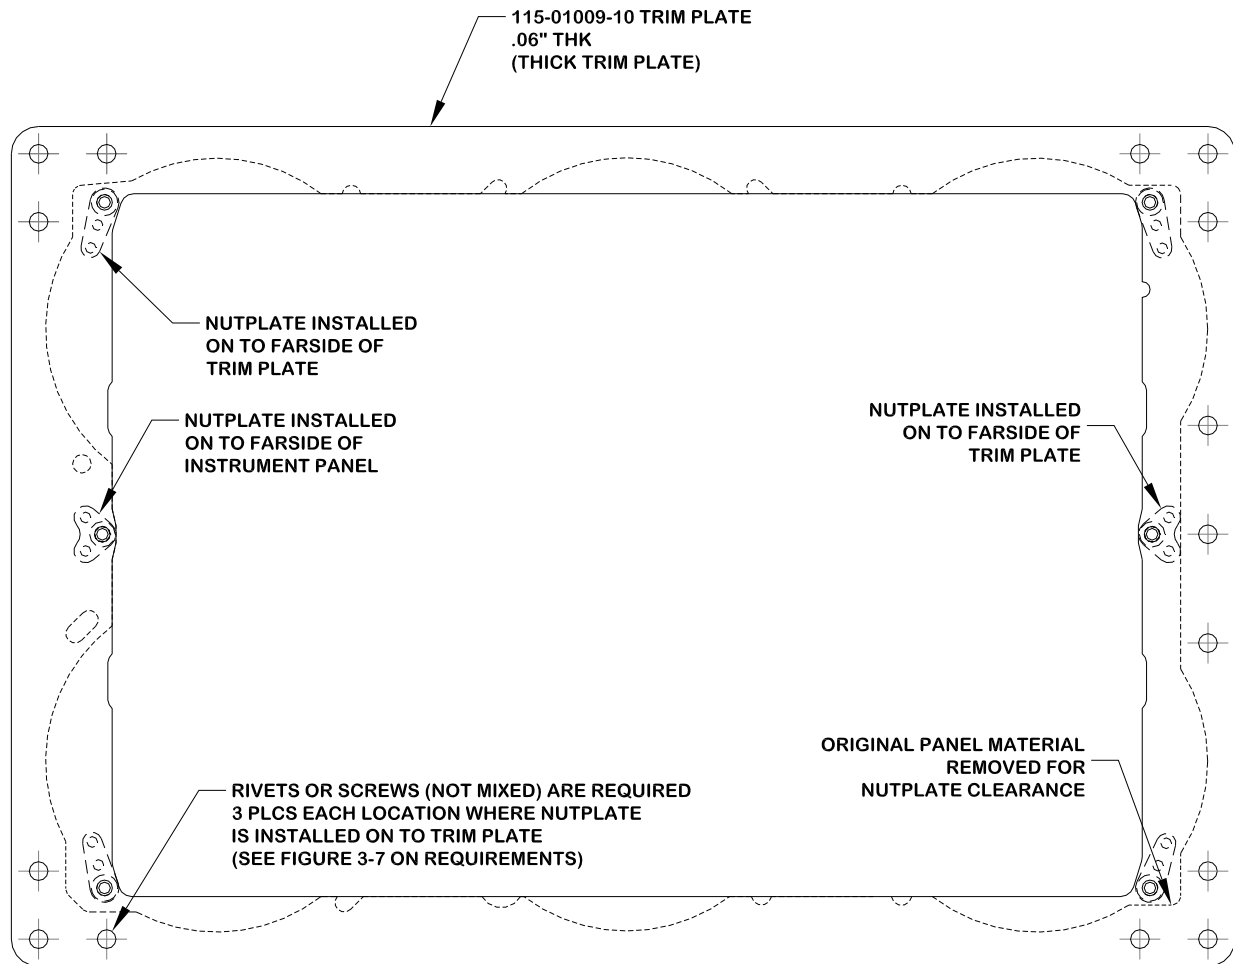 115-01009-10 TRIM PLATE
.06" THK
(THICK TRIM PLATE)
NUTPLATE INSTALLED
ON TO FARSIDE OF
TRIM PLATE
NUTPLATE INSTALLED
ON TO FARSIDE OF
INSTRUMENT PANEL
NUTPLATE INSTALLED
ON TO FARSIDE OF
TRIM PLATE
ORIGINAL PANEL MATERIAL
REMOVED FOR
NUTPLATE CLEARANCE
RIVETS OR SCREWS (NOT MIXED) ARE REQUIRED
3 PLCS EACH LOCATION WHERE NUTPLATE
IS INSTALLED ON TO TRIM PLATE
(SEE FIGURE 3-7 ON REQUIREMENTS)